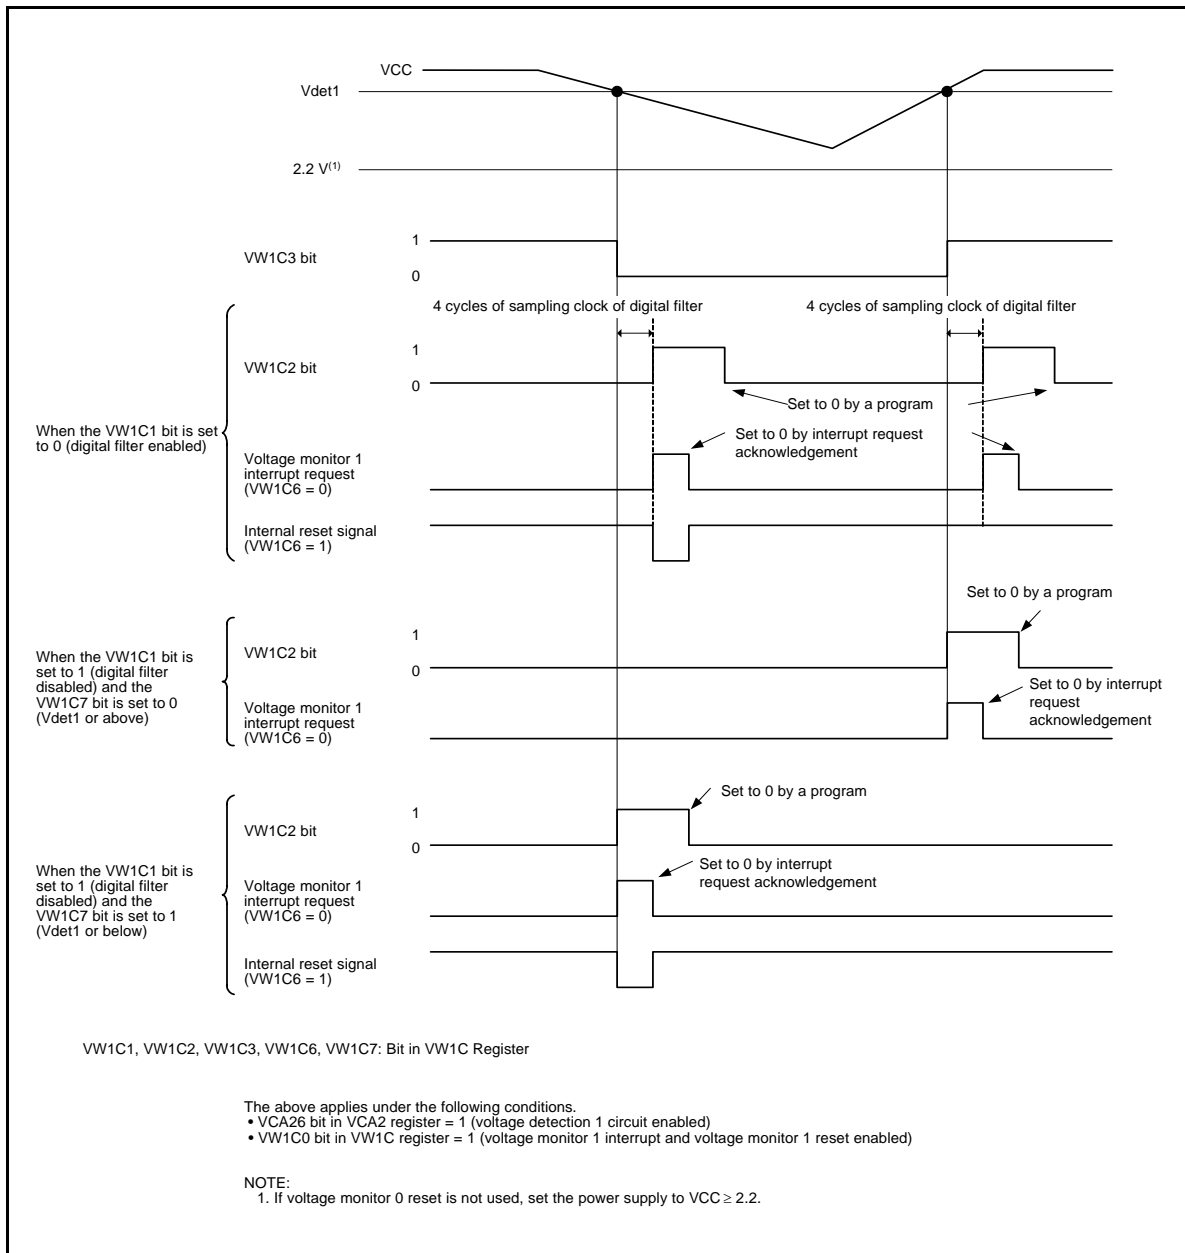 VCC
Vdet1
2.2 V(1)
VW1C3 bit
1
0
4 cycles of sampling clock of digital filter
4 cycles of sampling clock of digital filter
When the VW1C1 bit is set
to 0 (digital filter enabled)
VW1C2 bit
1
0
Set to 0 by a program
Set to 0 by interrupt request
acknowledgement
Voltage monitor 1
interrupt request
(VW1C6 = 0)
Internal reset signal
(VW1C6 = 1)
When the VW1C1 bit is
set to 1 (digital filter
disabled) and the
VW1C7 bit is set to 0
(Vdet1 or above)
Set to 0 by a program
VW1C2 bit
1
0
Voltage monitor 1
interrupt request
(VW1C6 = 0)
Set to 0 by interrupt
request
acknowledgement
When the VW1C1 bit is
set to 1 (digital filter
disabled) and the
VW1C7 bit is set to 1
(Vdet1 or below)
Set to 0 by a program
VW1C2 bit
1
0
Set to 0 by interrupt
request acknowledgement
Voltage monitor 1
interrupt request
(VW1C6 = 0)
Internal reset signal
(VW1C6 = 1)
VW1C1, VW1C2, VW1C3, VW1C6, VW1C7: Bit in VW1C Register
The above applies under the following conditions.
• VCA26 bit in VCA2 register = 1 (voltage detection 1 circuit enabled)
• VW1C0 bit in VW1C register = 1 (voltage monitor 1 interrupt and voltage monitor 1 reset enabled)
NOTE:
1. If voltage monitor 0 reset is not used, set the power supply to VCC ≥ 2.2.